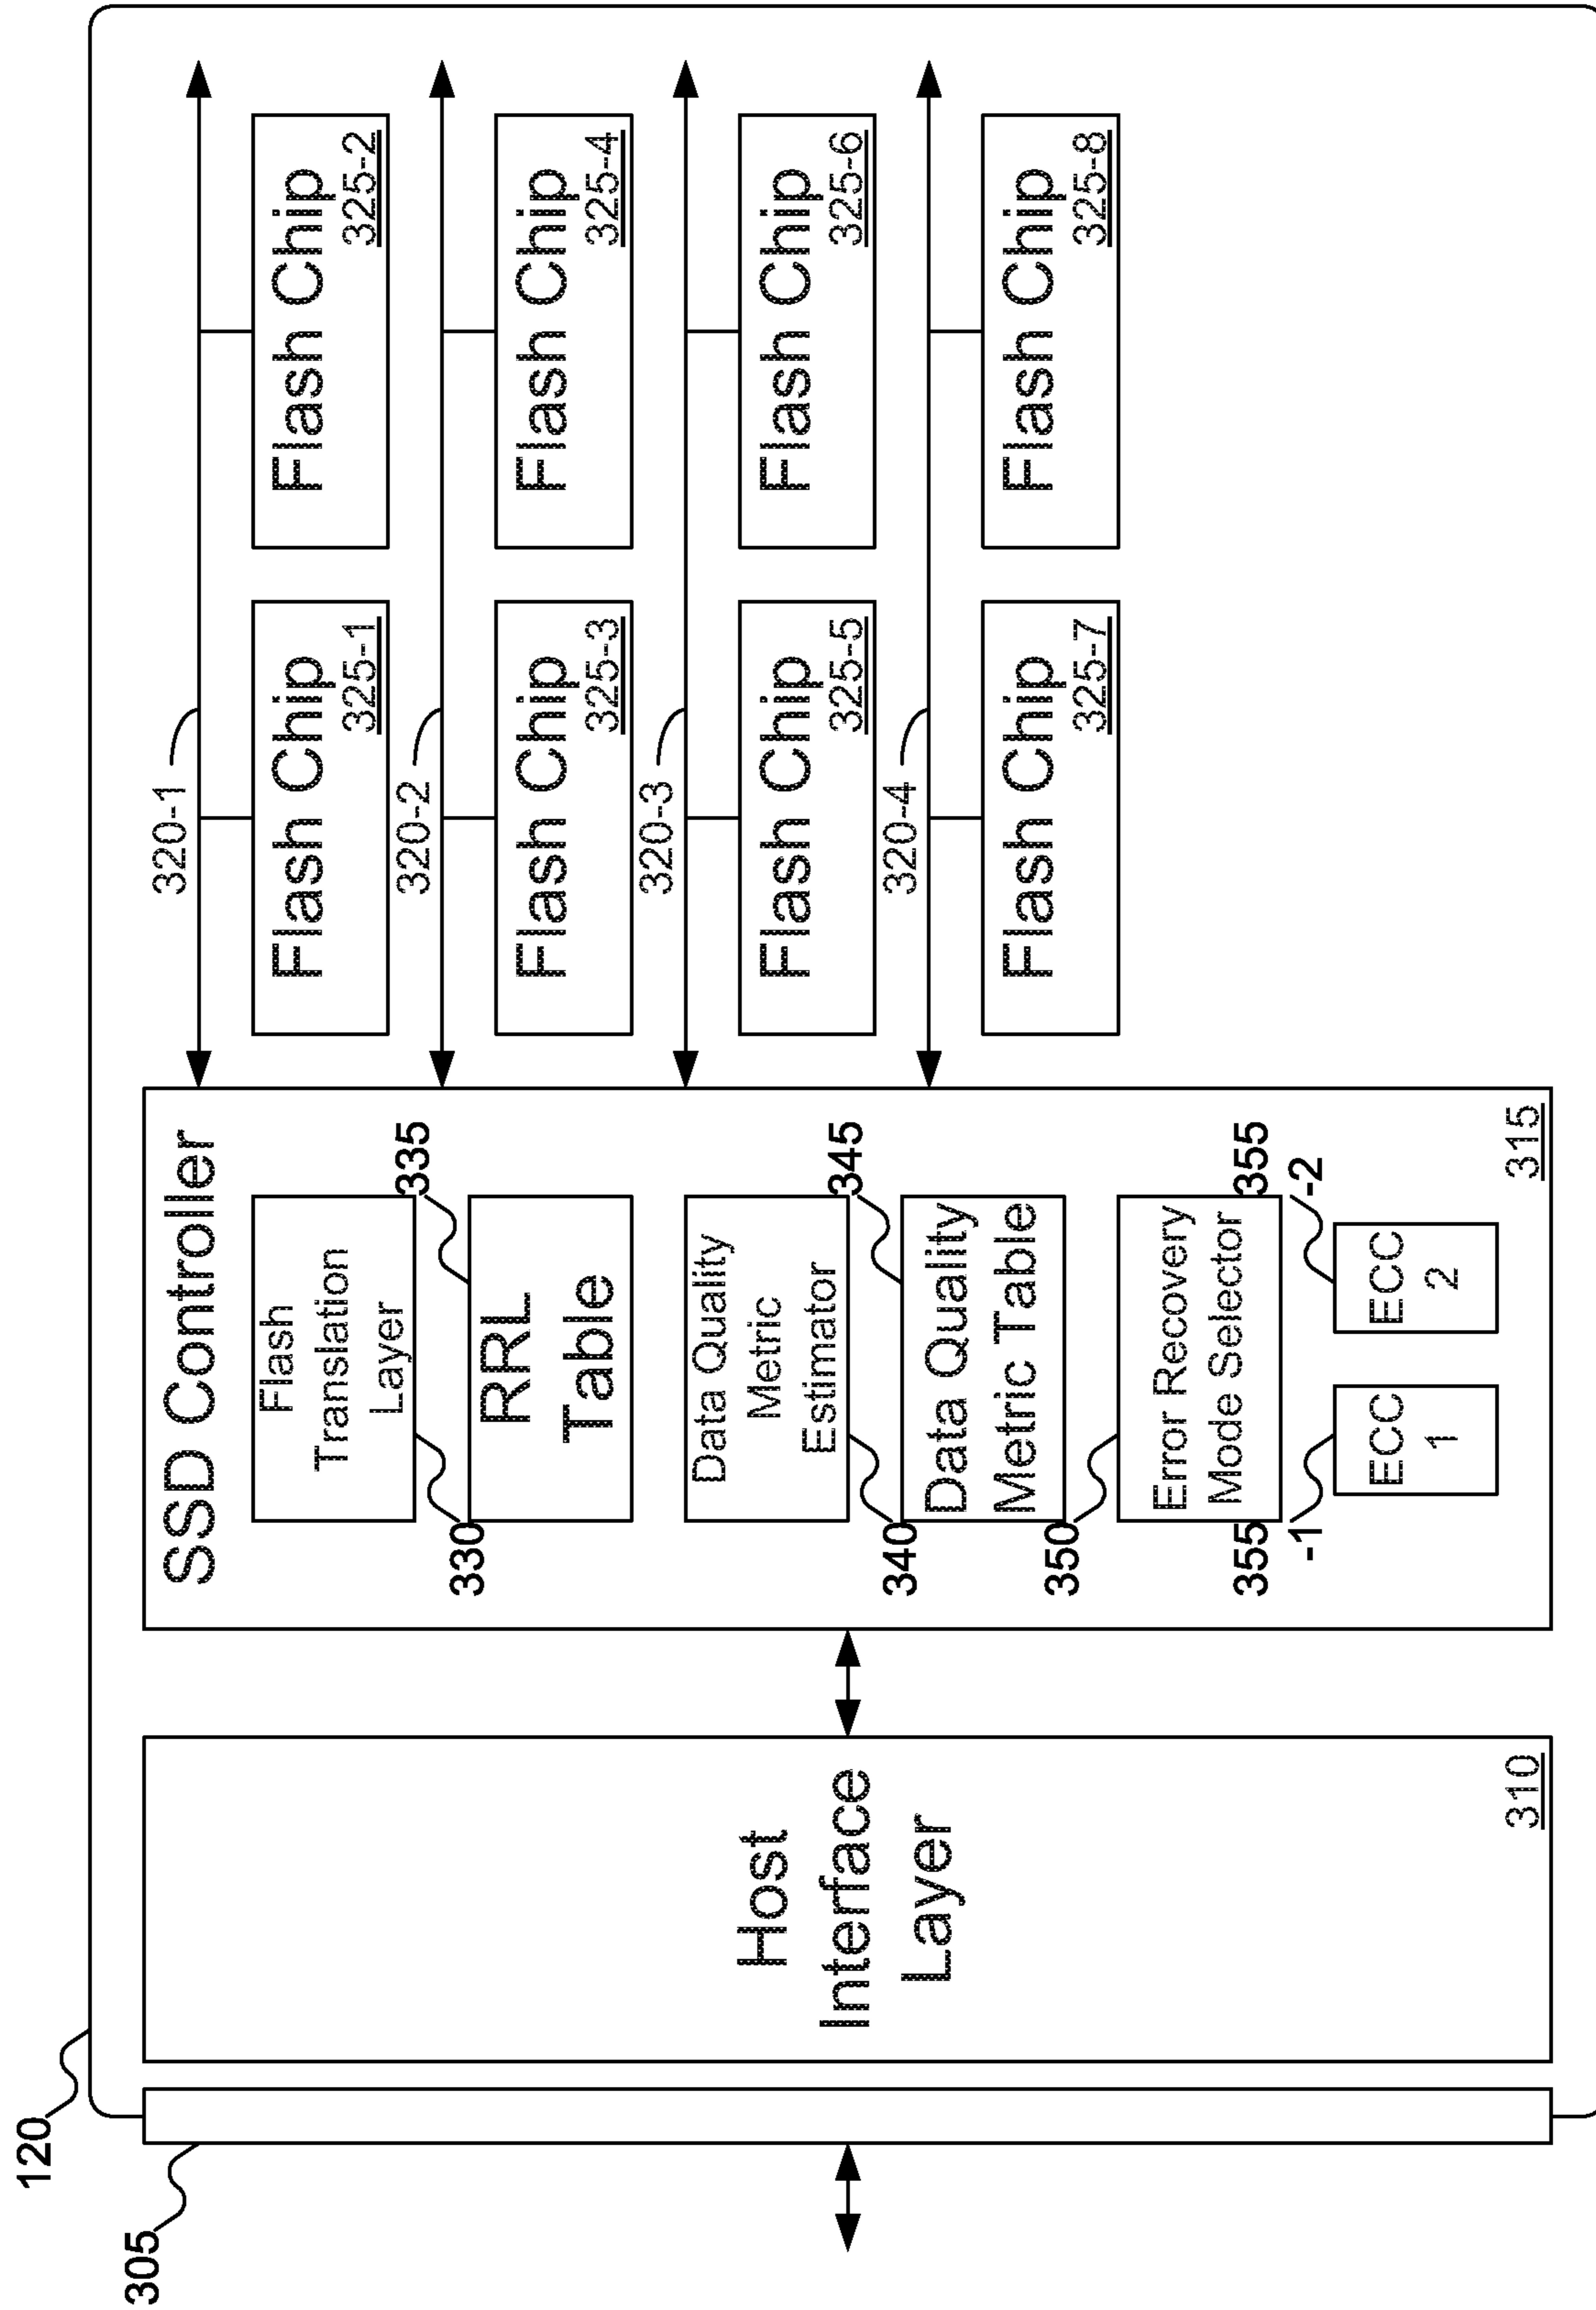 120
305
Host
Interface
Layer
310
SSD Controller
Flash
Translation
Layer
330
335
RRL
Table
Data Quality
Metric
Estimator
340
345
Data Quality
Metric Table
350
Error Recovery
Mode Selector
355
-1
355
-2
ECC
1
ECC
2
315
320-1
Flash Chip
325-1
Flash Chip
325-2
320-2
Flash Chip
325-3
Flash Chip
325-4
320-3
Flash Chip
325-5
Flash Chip
325-6
320-4
Flash Chip
325-7
Flash Chip
325-8